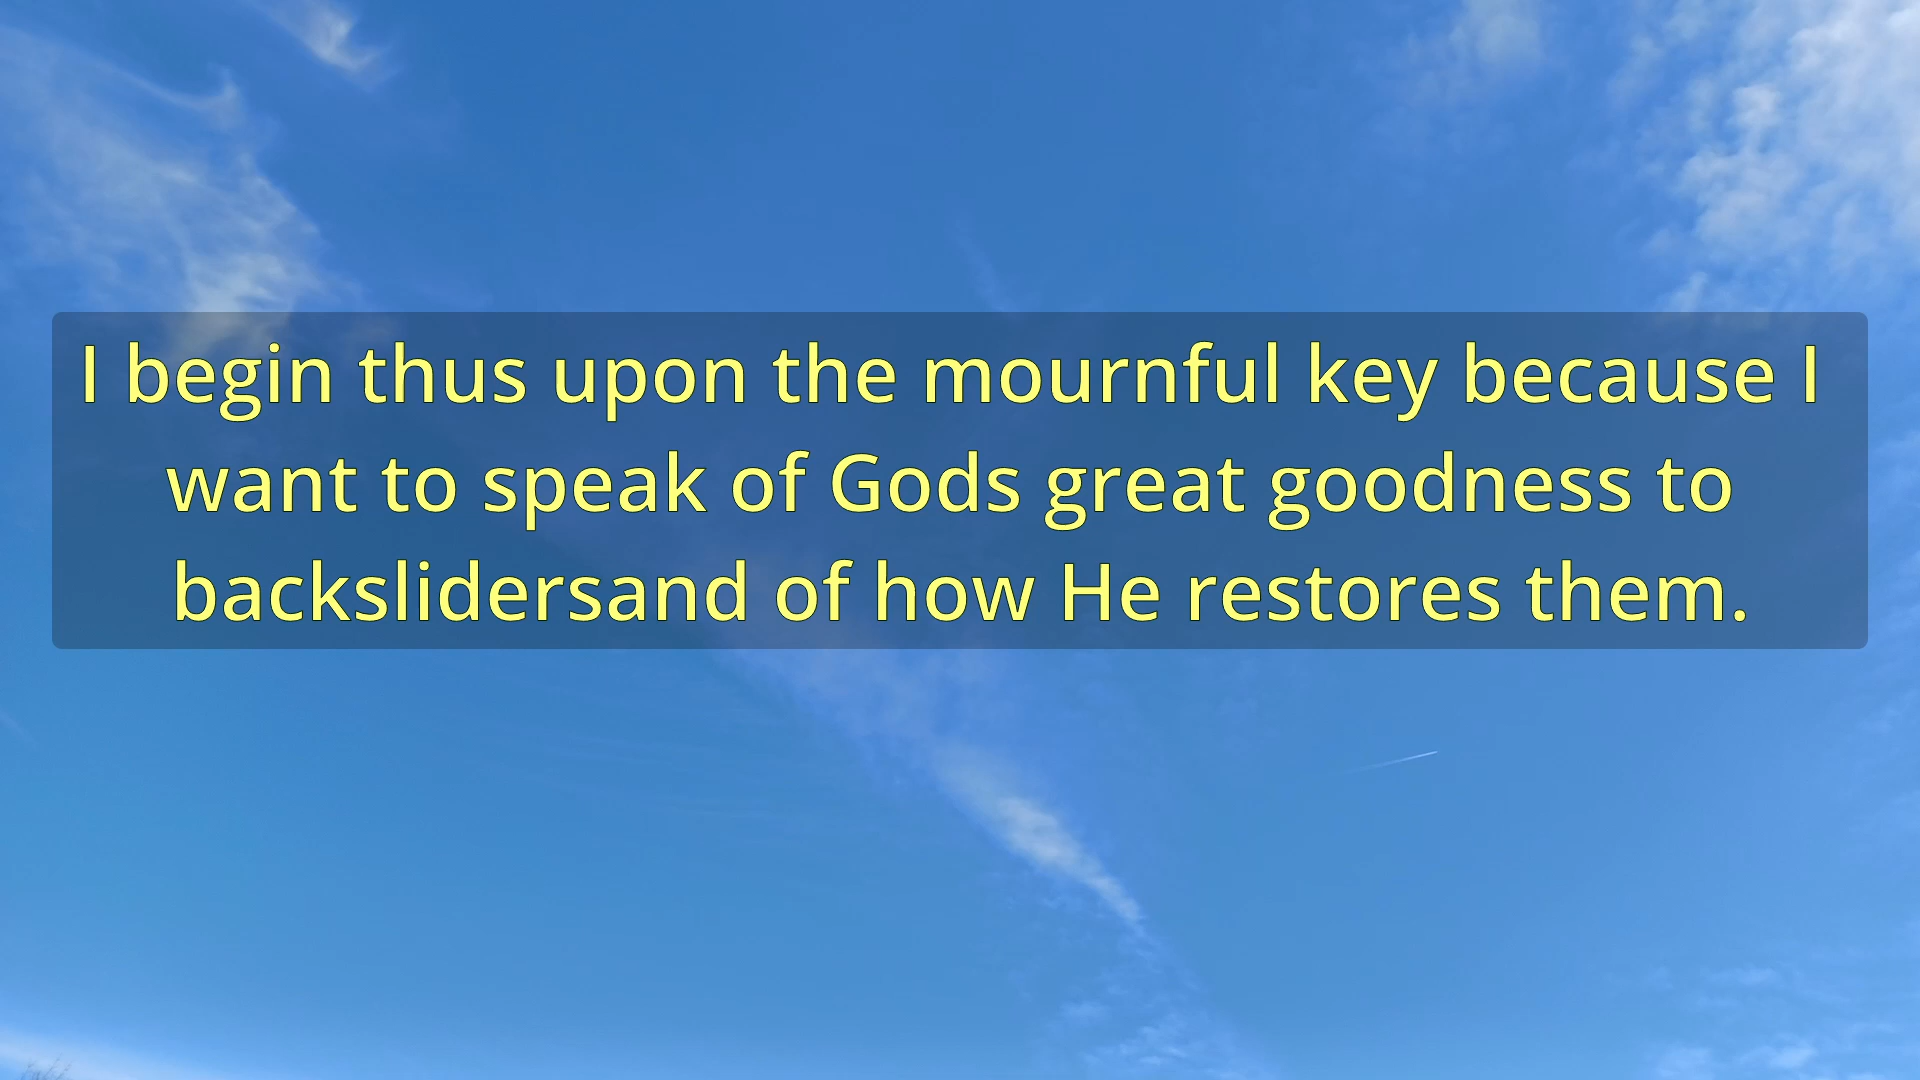 I begin thus upon the mournful key because I
want to speak of Gods great goodness to
backslidersand of how He restores them.